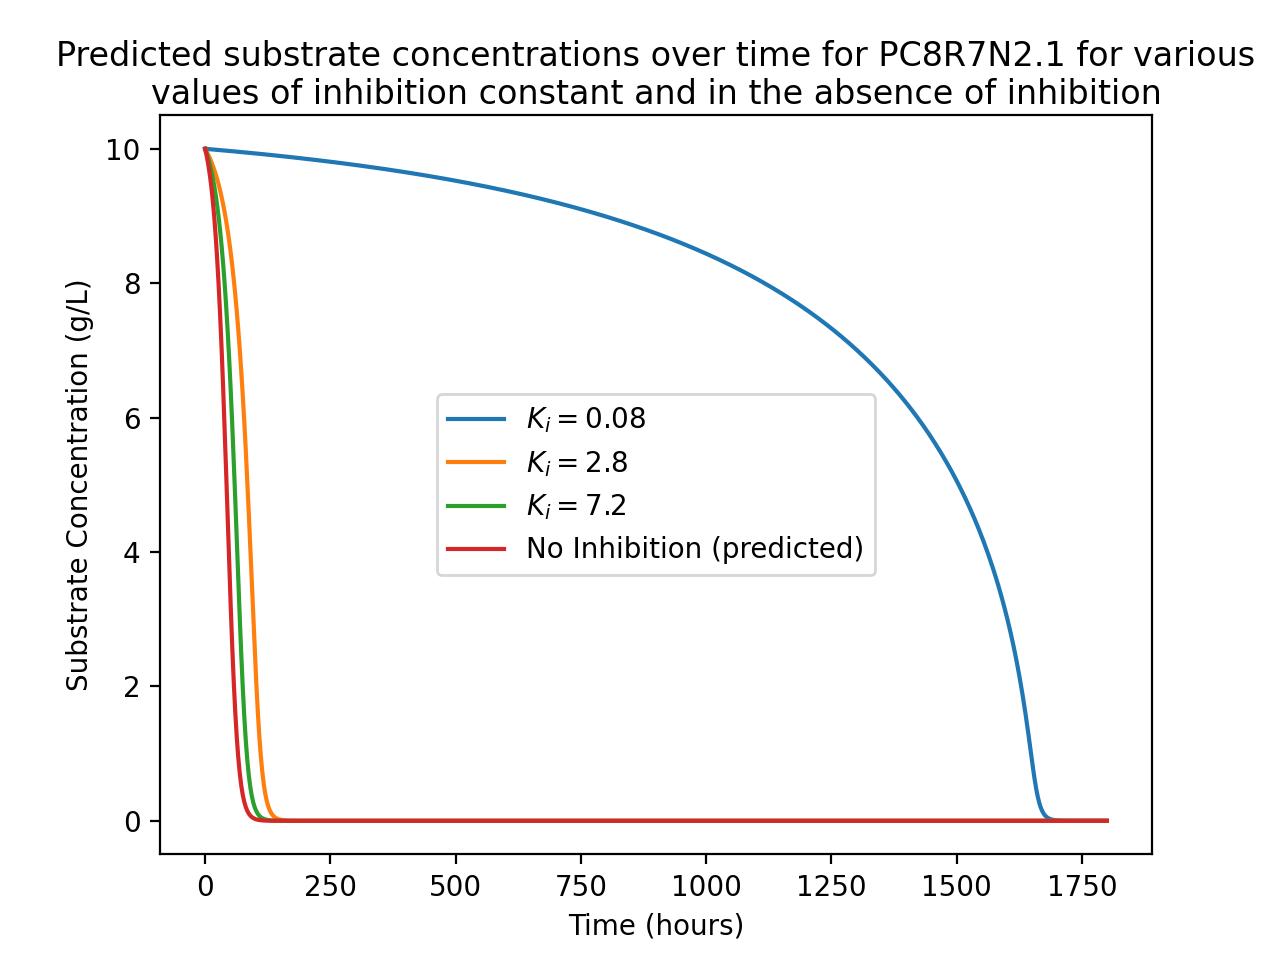 Predicted substrate concentrations over time for PC8R7N2.1 for various
values of inhibition constant and in the absence of inhibition
10
8
6
4
2
0
Substrate Concentration (g/L)
K_i = 0.08
K_i = 2.8
K_i = 7.2
No Inhibition (predicted)
0 250 500 750 1000 1250 1500 1750
Time (hours)